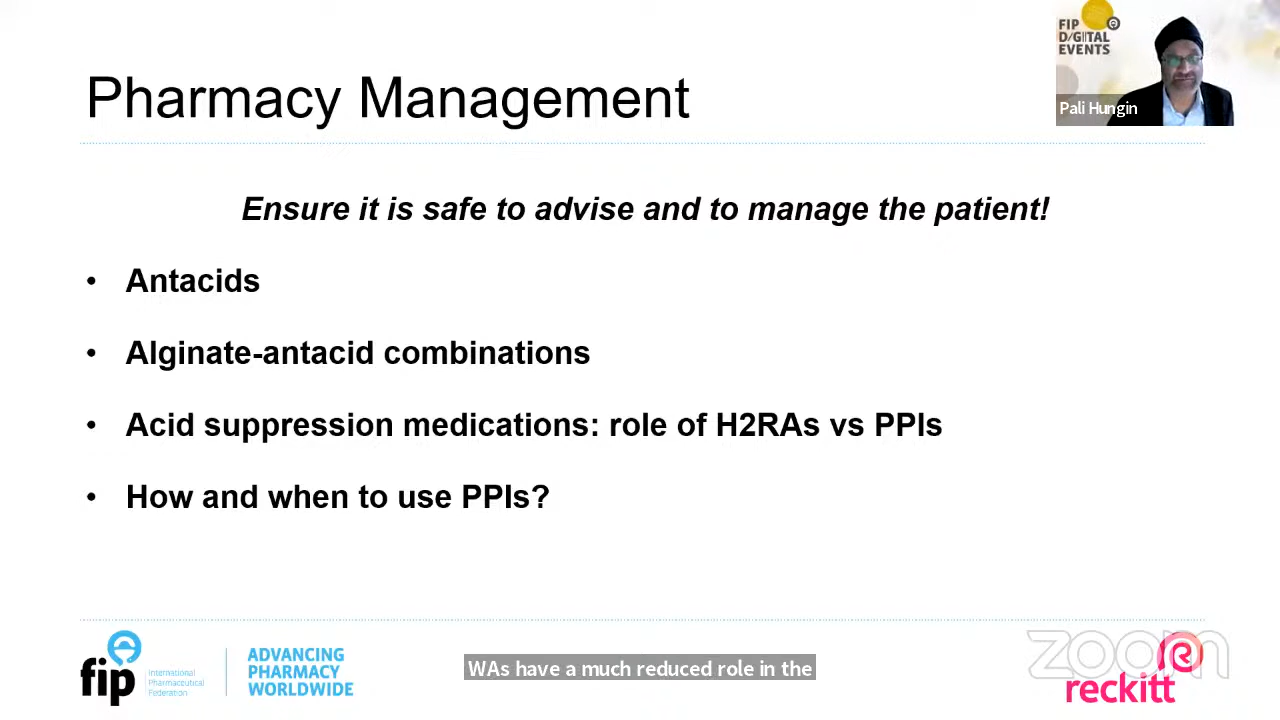 FIP
DIGITAL
EVENTS
Pali Hungin
Pharmacy Management
Ensure it is safe to advise and to manage the patient!
• Antacids
• Alginate-antacid combinations
• Acid suppression medications: role of H2RAs vs PPIs
• How and when to use PPIs?
fip
International
Pharmaceutical
Federation
ADVANCING
PHARMACY
WORLDWIDE
WAs have a much reduced role in the
zoom
reckitt